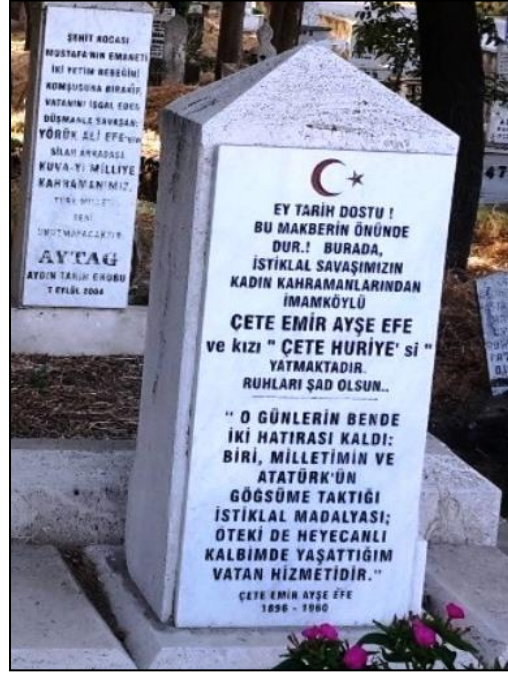 ŞEHİT KOCASI
MUSTAFA'NIN EMANETİ
İKİ YETİM BEBEĞİNİ
KOMŞUSUNA BIRAKIP,
VATANINI İŞGAL EDEN
DÜŞMANLA SAVAŞAN;
YÖRÜK ALİ EFE'nin
SİLAH ARKADAŞI
KUVA-Yİ MİLLİYE
KAHRAMANIMIZ,
TÜRK MİLLETİ
SENİ
UNUTMAYACAKTIR
AYTAG
AYDIN TARİH GRUBU
7 EYLÜL 2004
EY TARİH DOSTU !
BU MAKBERİN ÖNÜNDE
DUR.! BURADA,
İSTİKLAL SAVAŞIMIZIN
KADIN KAHRAMANLARINDAN
İMAMKÖYLÜ
ÇETE EMİR AYŞE EFE
ve kızı " ÇETE HURİYE' si "
YATMAKTADIR.
RUHLARI ŞAD OLSUN..
" O GÜNLERİN BENDE
İKİ HATIRASI KALDI:
BİRİ, MİLLETİMİN VE
ATATÜRK'ÜN
GÖĞSÜME TAKTIĞI
İSTİKLAL MADALYASI;
ÖTEKİ DE HEYECANLI
KALBİMDE YAŞATTIĞIM
VATAN HİZMETİDİR."
ÇETE EMİR AYŞE EFE
1896 - 1960
47